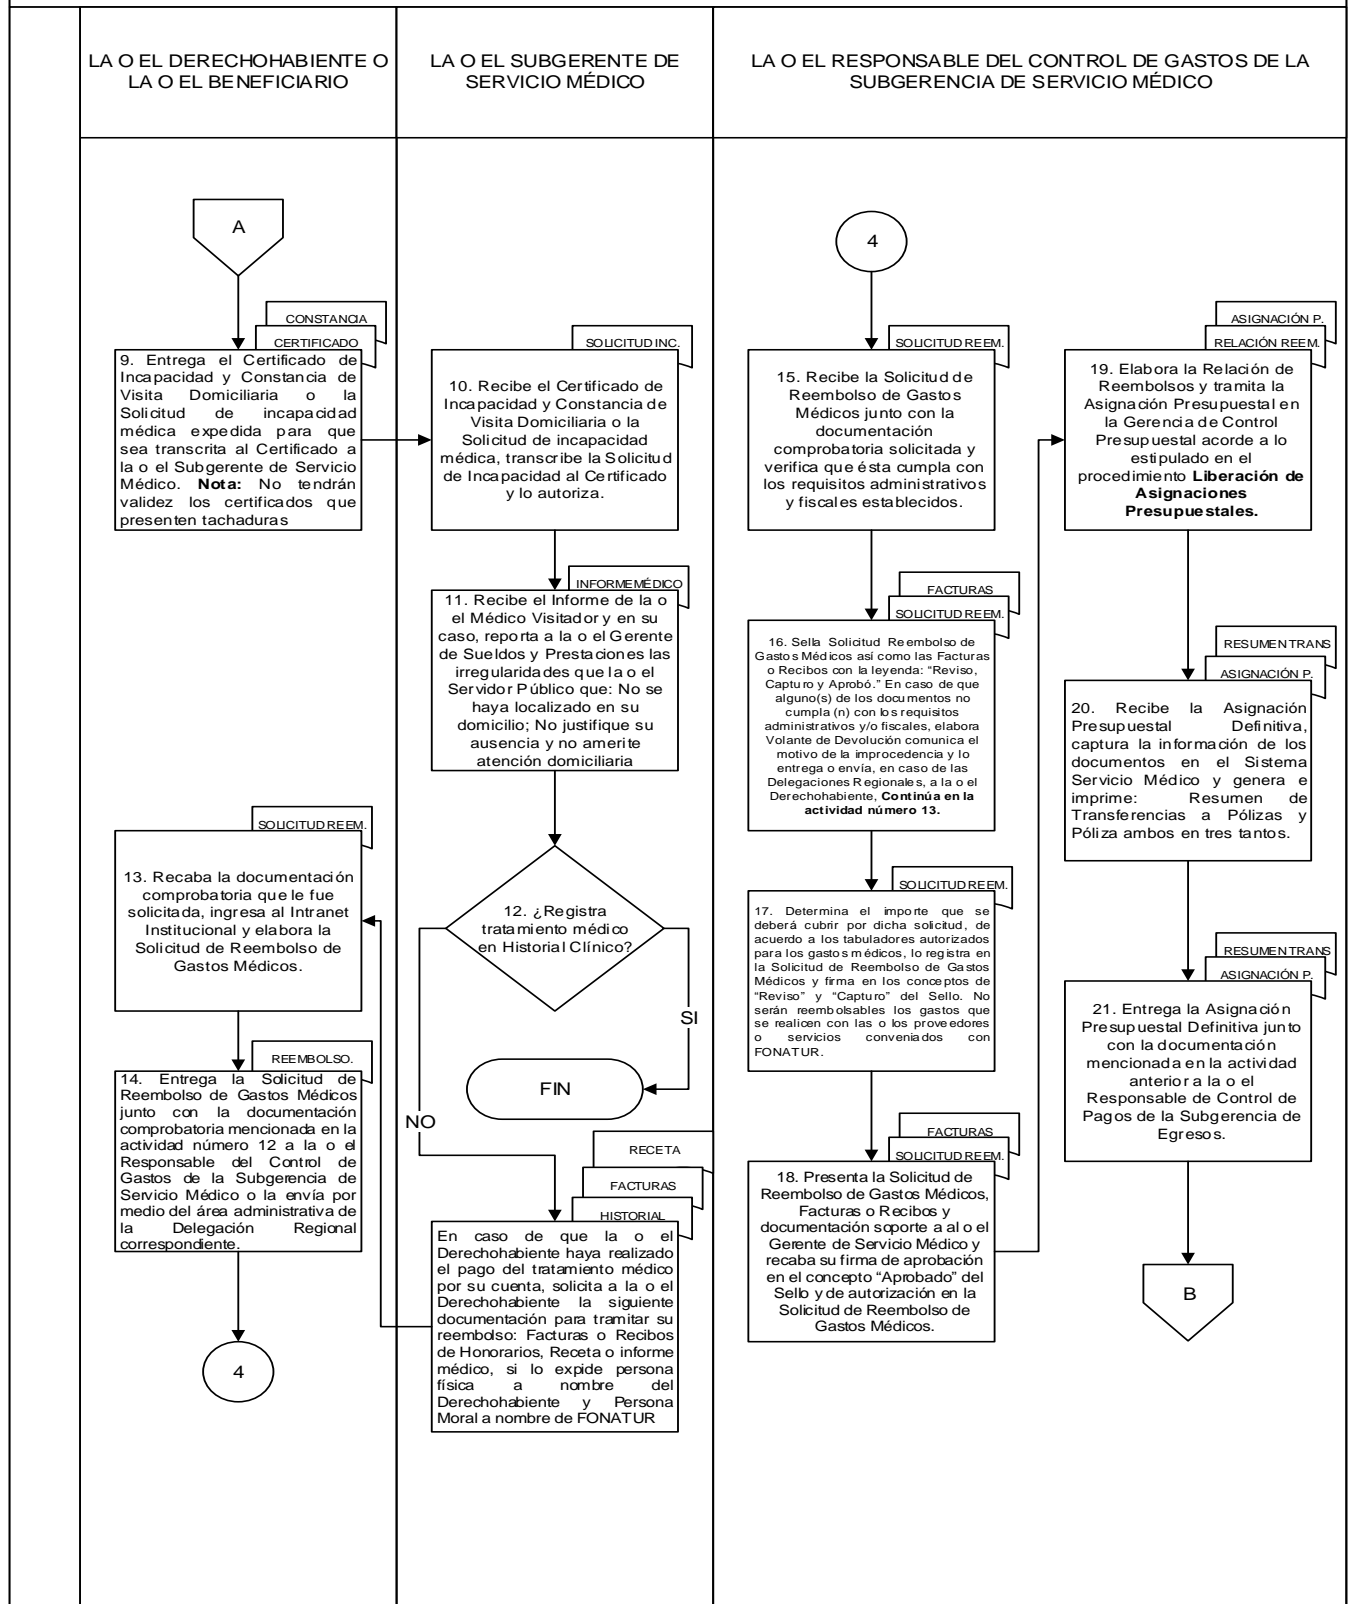 LA O EL DERECHOHABIENTE O
LA O EL BENEFICIARIO
LA O EL SUBGERENTE DE
SERVICIO MÉDICO
LA O EL RESPONSABLE DEL CONTROL DE GASTOS DE LA
SUBGERENCIA DE SERVICIO MÉDICO
A
CONSTANCIA
CERTIFICADO
9. Entrega el Certificado de
Incapacidad y Constancia de
Visita Domiciliaria o la
Solicitud de incapacidad
médica expedida para que
sea transcrita al Certificado a
la o el Subgerente de Servicio
Médico. Nota: No tendrán
validez los certificados que
presenten tachaduras
SOLICITUD REEM.
13. Recaba la documentación
comprobatoria que le fue
solicitada, ingresa al Intranet
Institucional y elabora la
Solicitud de Reembolso de
Gastos Médicos.
REEMBOLSO.
14. Entrega la Solicitud de
Reembolso de Gastos Médicos
junto con la documentación
comprobatoria mencionada en la
actividad número 12 a la o el
Responsable del Control de
Gastos de la Subgerencia de
Servicio Médico o la envía por
medio del área administrativa de
la Delegación Regional
correspondiente.
4
SOLICITUD INC.
10. Recibe el Certificado de
Incapacidad y Constancia de
Visita Domiciliaria o la
Solicitud de incapacidad
médica, transcribe la Solicitud
de Incapacidad al Certificado
y lo autoriza.
INFORME MÉDICO
11. Recibe el Informe de la o
el Médico Visitador y en su
caso, reporta a la o el Gerente
de Sueldos y Prestaciones las
irregularidades que la o el
Servidor Público que: No se
haya localizado en su
domicilio; No justifique su
ausencia y no amerite
atención domiciliaria
12. ¿Registra
tratamiento médico
en Historial Clínico?
SI
FIN
NO
RECETA
FACTURAS
HISTORIAL
En caso de que la o el
Derechohabiente haya realizado
el pago del tratamiento médico
por su cuenta, solicita a la o el
Derechohabiente la siguiente
documentación para tramitar su
reembolso: Facturas o Recibos
de Honorarios, Receta o informe
médico, si lo expide persona
física a nombre del
Derechohabiente y Persona
Moral a nombre de FONATUR
4
SOLICITUD REEM.
15. Recibe la Solicitud de
Reembolso de Gastos
Médicos junto con la
documentación
comprobatoria solicitada y
verifica que ésta cumpla con
los requisitos administrativos
y fiscales establecidos.
FACTURAS
SOLICITUD REEM.
16. Sella Solicitud Reembolso de
Gastos Médicos así como las Facturas
o Recibos con la leyenda: “Reviso,
Capturo y Aprobó.” En caso de que
alguno(s) de los documentos no
cumpla (n) con los requisitos
administrativos y/o fiscales, elabora
Volante de Devolución comunica el
motivo de la improcedencia y lo
entrega o envía, en caso de las
Delegaciones Regionales, a la o el
Derechohabiente, Continúa en la
actividad número 13.
SOLICITUD REEM.
17. Determina el importe que se
deberá cubrir por dicha solicitud, de
acuerdo a los tabuladores autorizados
para los gastos médicos, lo registra en
la Solicitud de Reembolso de Gastos
Médicos y firma en los conceptos de
“Reviso” y “Capturo” del Sello. No
serán reembolsables los gastos que
se realicen con las o los proveedores
o servicios conveniados con
FONATUR.
FACTURAS
SOLICITUD REEM.
18. Presenta la Solicitud de
Reembolso de Gastos Médicos,
Facturas o Recibos y
documentación soporte a al o el
Gerente de Servicio Médico y
recaba su firma de aprobación
en el concepto “Aprobado” del
Sello y de autorización en la
Solicitud de Reembolso de
Gastos Médicos.
ASIGNACIÓN P.
RELACIÓN REEM.
19. Elabora la Relación de
Reembolsos y tramita la
Asignación Presupuestal en
la Gerencia de Control
Presupuestal acorde a lo
estipulado en el
procedimiento Liberación de
Asignaciones
Presupuestales.
RESUMEN TRANS
ASIGNACIÓN P.
20. Recibe la Asignación
Presupuestal Definitiva,
captura la información de los
documentos en el Sistema
Servicio Médico y genera e
imprime: Resumen de
Transferencias a Pólizas y
Póliza ambos en tres tantos.
RESUMEN TRANS
ASIGNACIÓN P.
21. Entrega la Asignación
Presupuestal Definitiva junto
con la documentación
mencionada en la actividad
anterior a la o el
Responsable de Control de
Pagos de la Subgerencia de
Egresos.
B